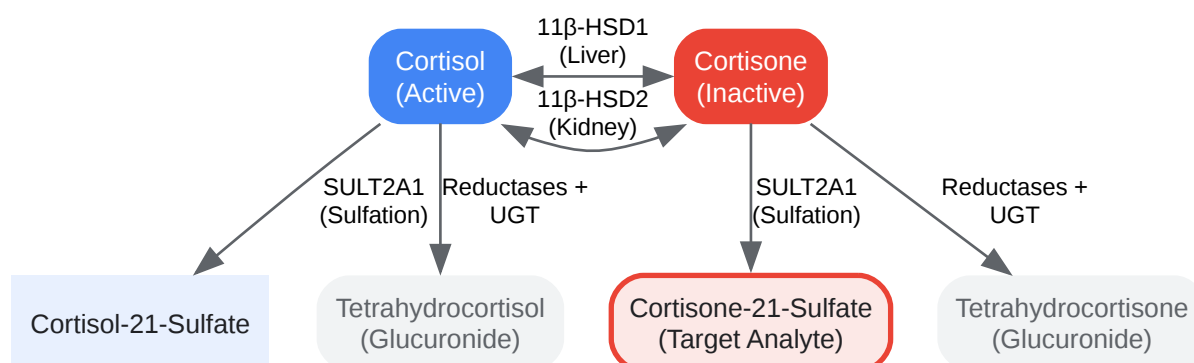 11β-HSD1
(Liver)
Cortisol
(Active)
Cortisone
(Inactive)
11β-HSD2
(Kidney)
SULT2A1
(Sulfation)
Reductases +
UGT
SULT2A1
(Sulfation)
Reductases +
UGT
Cortisol-21-Sulfate
Tetrahydrocortisol
(Glucuronide)
Cortisone-21-Sulfate
(Target Analyte)
Tetrahydrocortisone
(Glucuronide)